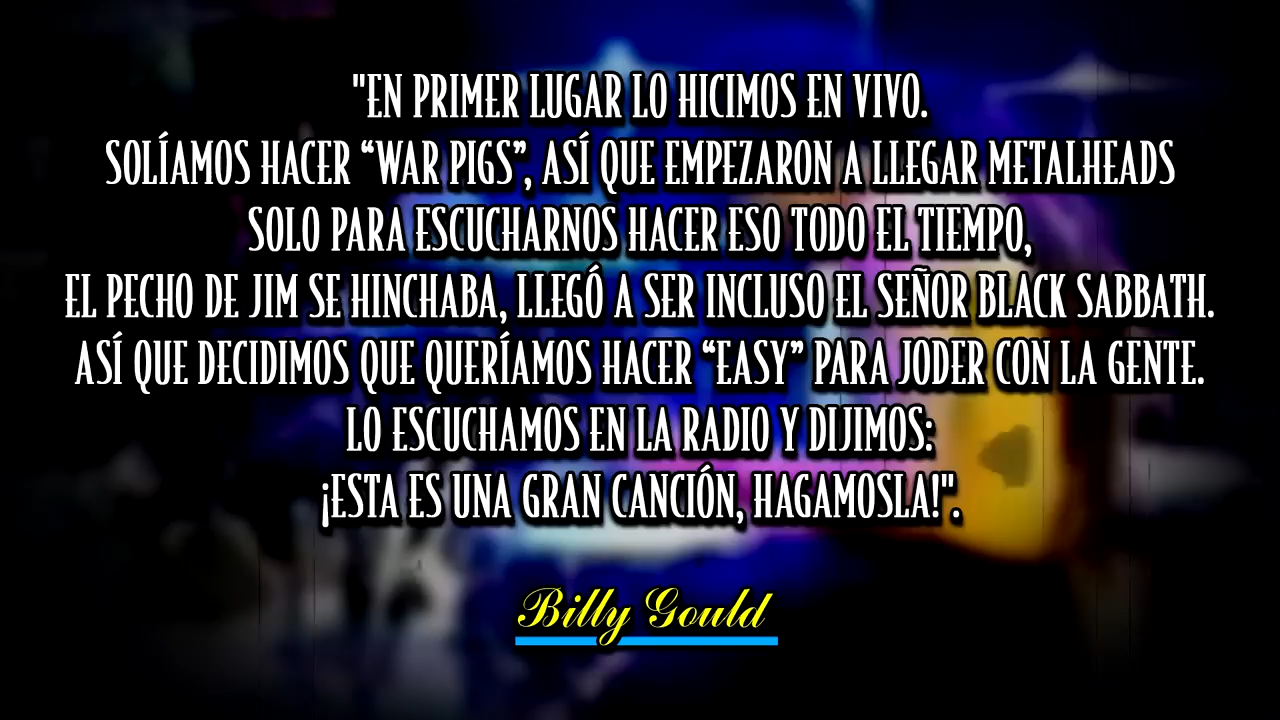 "EN PRIMER LUGAR LO HICIMOS EN VIVO.
SOLÍAMOS HACER “WAR PIGS”, ASÍ QUE EMPEZARON A LLEGAR METALHEADS
SOLO PARA ESCUCHARNOS HACER ESO TODO EL TIEMPO,
EL PECHO DE JIM SE HINCHABA, LLEGÓ A SER INCLUSO EL SEÑOR BLACK SABBATH.
ASÍ QUE DECIDIMOS QUE QUERÍAMOS HACER “EASY” PARA JODER CON LA GENTE.
LO ESCUCHAMOS EN LA RADIO Y DIJIMOS:
¡ESTA ES UNA GRAN CANCIÓN, HAGAMOSLA!".
Billy Gould